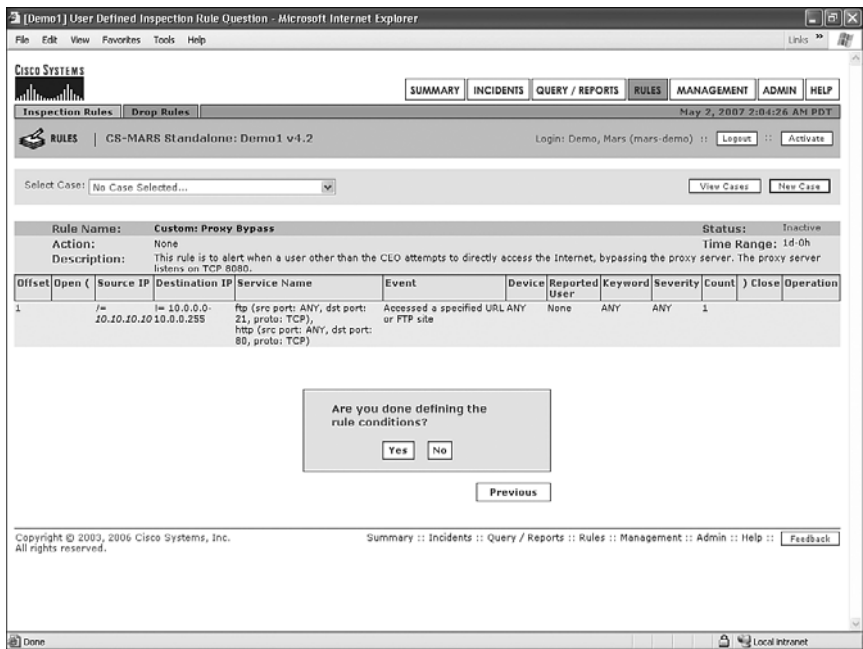 [Demo1] User Defined Inspection Rule Question - Microsoft Internet Explorer
File Edit View Favorites Tools Help Links »
CISCO SYSTEMS
SUMMARY INCIDENTS QUERY / REPORTS RULES MANAGEMENT ADMIN HELP
Inspection Rules Drop Rules May 2, 2007 2:04:26 AM PDT
RULES | CS-MARS Standalone: Demo1 v4.2 Login: Demo, Mars (mars-demo) :: Logout :: Activate
Select Case: No Case Selected... View Cases New Case
Rule Name: Custom: Proxy Bypass Status: Inactive
Action: None Time Range: 1d-0h
Description: This rule is to alert when a user other than the CEO attempts to directly access the Internet, bypassing the proxy server. The proxy server
listens on TCP 8080.
Offset Open ( Source IP Destination IP Service Name Event Device Reported User Keyword Severity Count ) Close Operation
1 /= != 10.0.0.0- ftp (src port: ANY, dst port: Accessed a specified URL ANY None ANY ANY 1
10.10.10.10 10.0.0.255 21, proto: TCP), or FTP site
http (src port: ANY, dst port:
80, proto: TCP)
Are you done defining the
rule conditions?
Yes No
Previous
Copyright © 2003, 2006 Cisco Systems, Inc. Summary :: Incidents :: Query / Reports :: Rules :: Management :: Admin :: Help :: Feedback
All rights reserved.
Done Local intranet